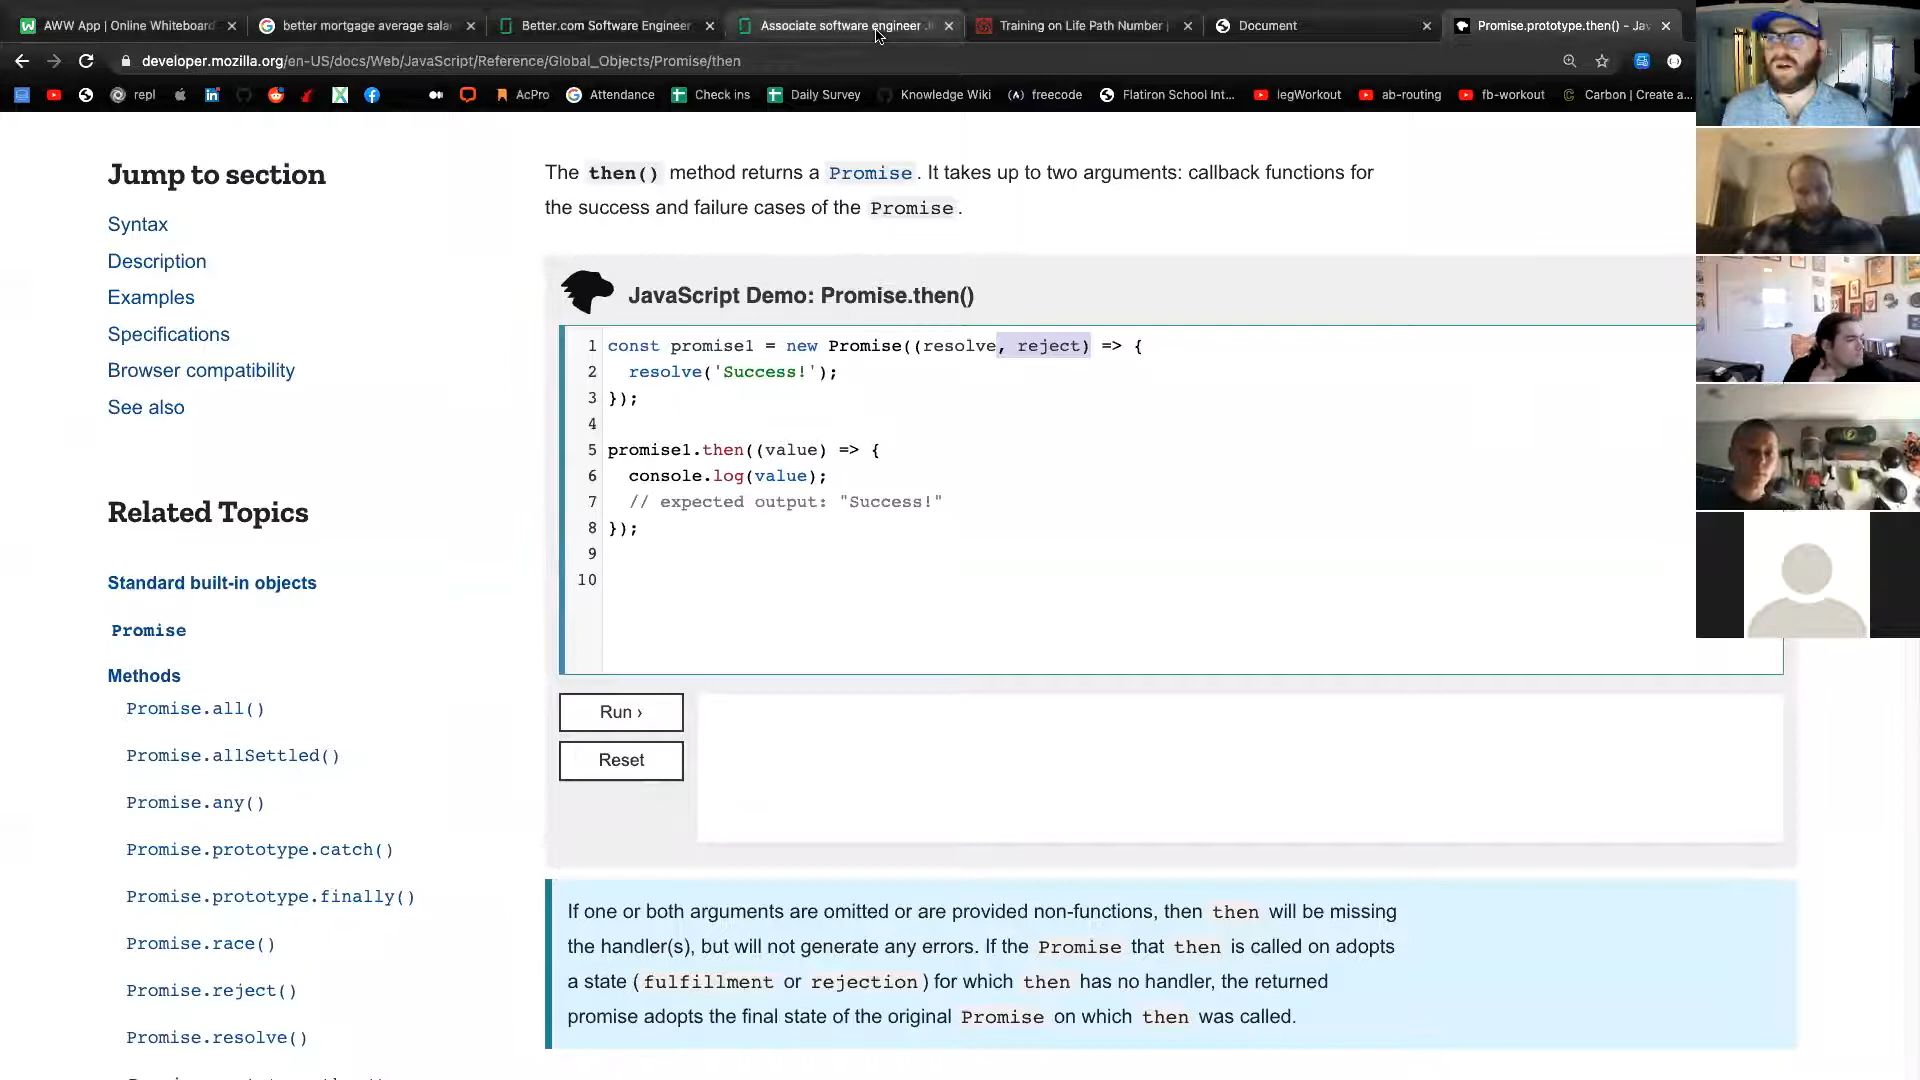 AWW App | Online Whiteboard
better mortgage average sala
Better.com Software Engineer
Associate software engineer
Training on Life Path Number
Document
Promise.prototype.then() - Jav
developer.mozilla.org/en-US/docs/Web/JavaScript/Reference/Global_Objects/Promise/then
repl
AcPro
Attendance
Check ins
Daily Survey
Knowledge Wiki
freecode
Flatiron School Int...
legWorkout
ab-routing
fb-workout
Carbon | Create a...
Jump to section
Syntax
Description
Examples
Specifications
Browser compatibility
See also
Related Topics
Standard built-in objects
Promise
Methods
Promise.all()
Promise.allSettled()
Promise.any()
Promise.prototype.catch()
Promise.prototype.finally()
Promise.race()
Promise.reject()
Promise.resolve()
The then() method returns a Promise. It takes up to two arguments: callback functions for
the success and failure cases of the Promise.
JavaScript Demo: Promise.then()
1 const promise1 = new Promise((resolve, reject) => {
2   resolve('Success!');
3 });
4
5 promise1.then((value) => {
6   console.log(value);
7   // expected output: "Success!"
8 });
9
10
Run ›
Reset
If one or both arguments are omitted or are provided non-functions, then then will be missing
the handler(s), but will not generate any errors. If the Promise that then is called on adopts
a state (fulfillment or rejection) for which then has no handler, the returned
promise adopts the final state of the original Promise on which then was called.